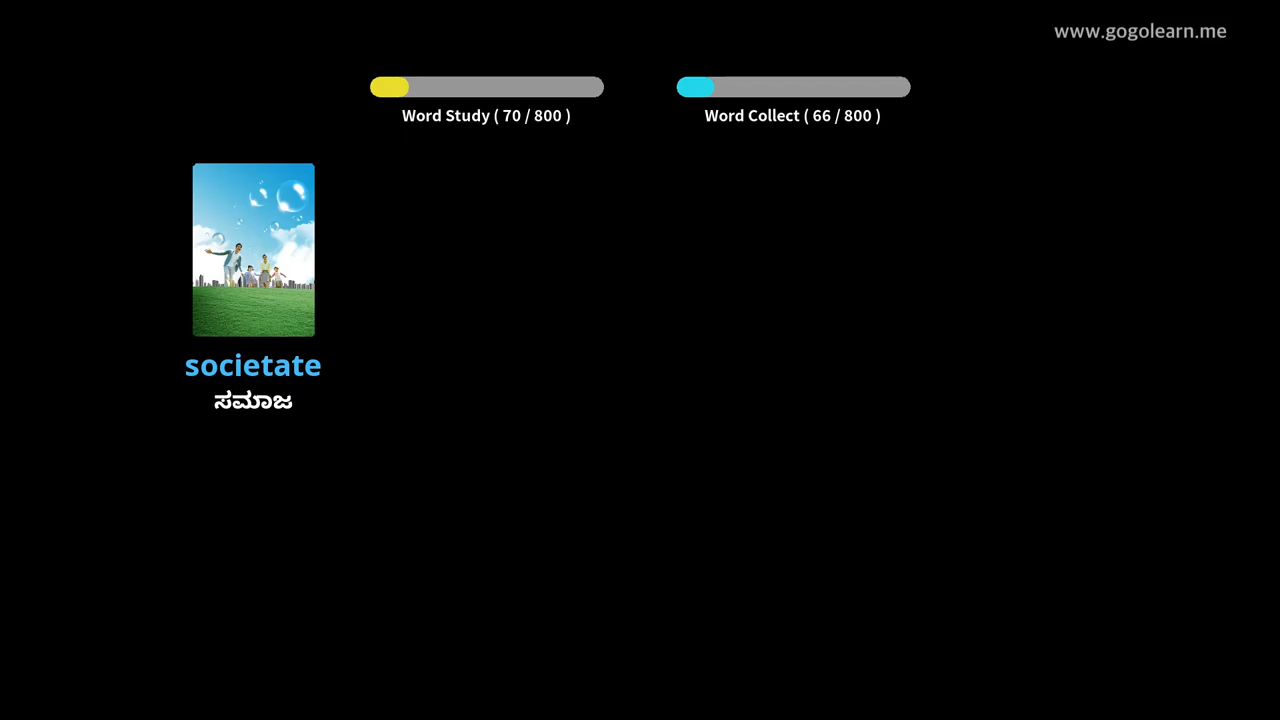 www.gogolearn.me
Word Study ( 70 / 800 )
Word Collect ( 66 / 800 )
societate
ಸಮಾಜ